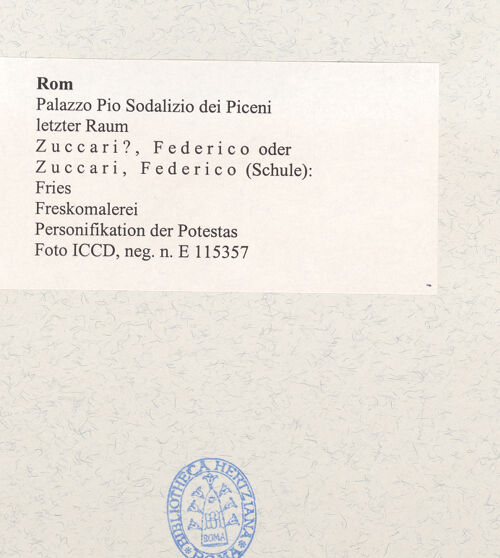 Rom
Palazzo Pio Sodalizio dei Piceni
letzter Raum
Zuccari?, Federico oder
Zuccari, Federico (Schule):
Fries
Freskomalerei
Personifikation der Potestas
Foto ICCD, neg. n. E 115357
BIBLIOTHECA HERTZIANA
ROMA